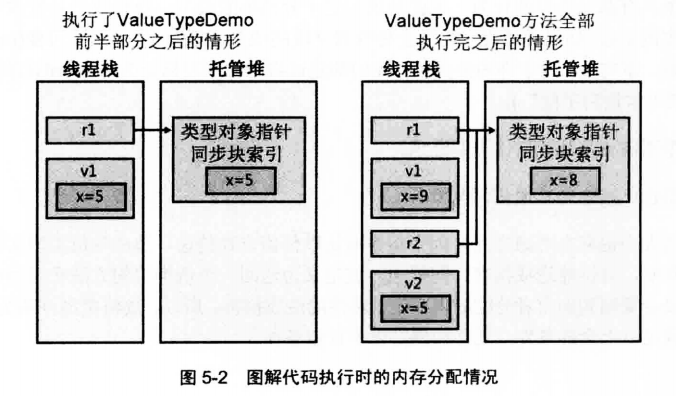 执行了ValueTypeDemo
前半部分之后的情形
线程栈
托管堆
r1
v1
x=5
类型对象指针
同步块索引
x=5
ValueTypeDemo方法全部
执行完之后的情形
线程栈
托管堆
r1
v1
x=9
r2
v2
x=5
类型对象指针
同步块索引
x=8
图 5-2 图解代码执行时的内存分配情况